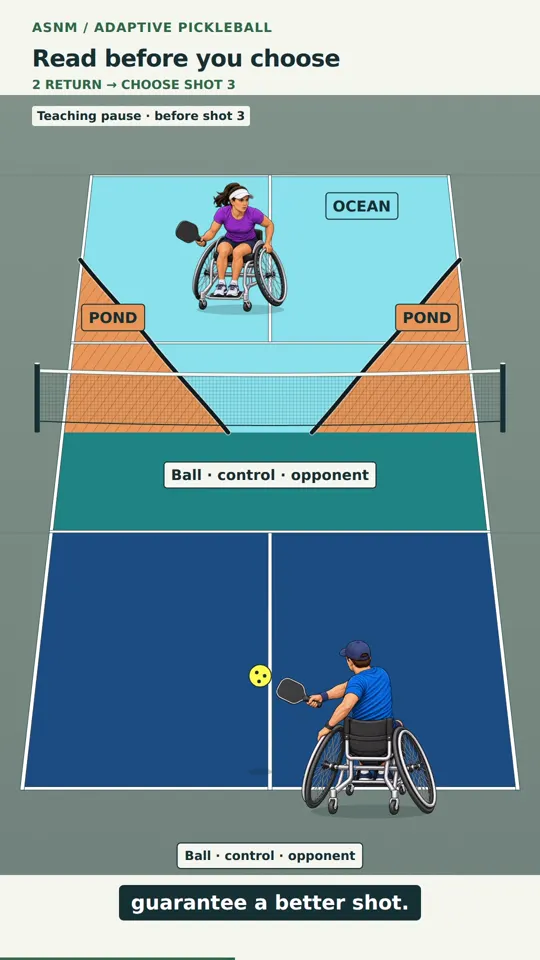 ASNM / ADAPTIVE PICKLEBALL
Read before you choose
2 RETURN → CHOOSE SHOT 3
Teaching pause · before shot 3
OCEAN
POND
POND
Ball · control · opponent
Ball · control · opponent
guarantee a better shot.